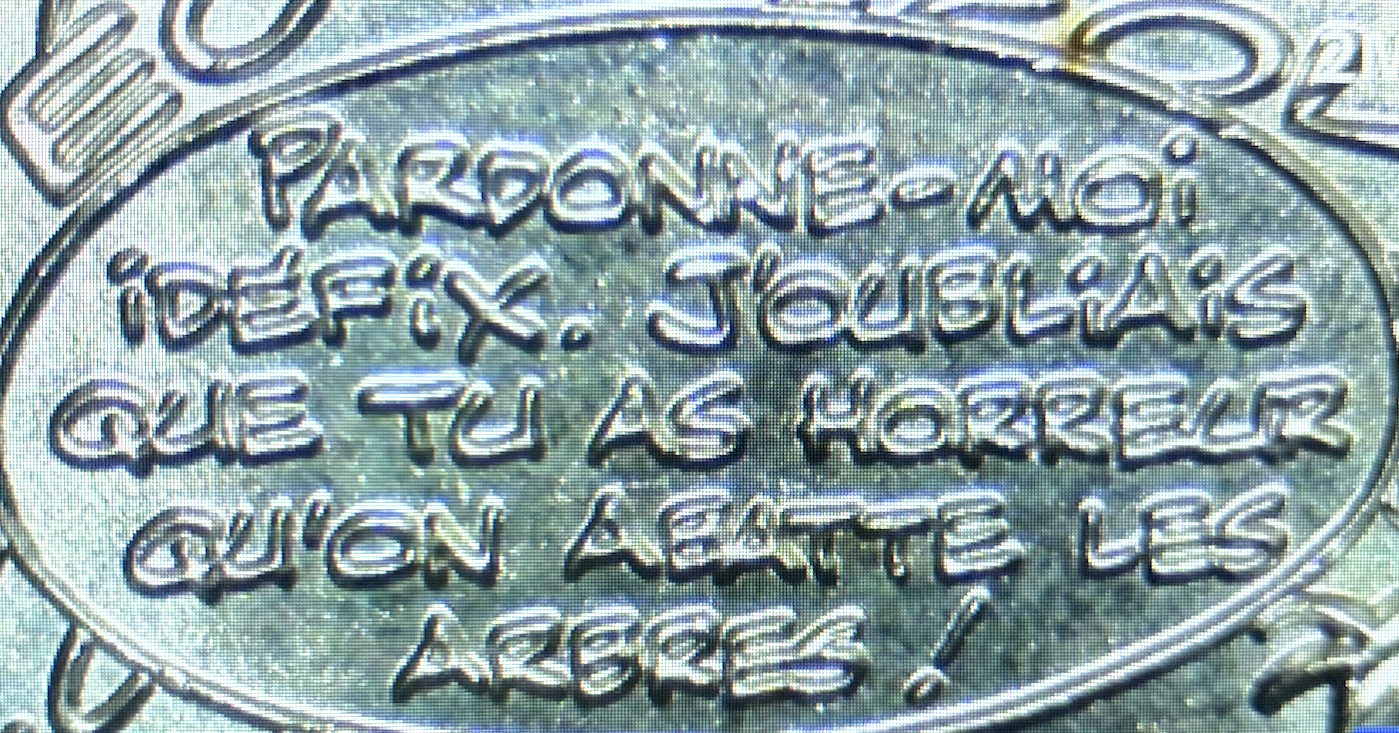 PARDONNE-MOI
IDÉFIX. J'OUBLIAIS
QUE TU AS HORREUR
QU'ON ABATTE LES
ARBRES !